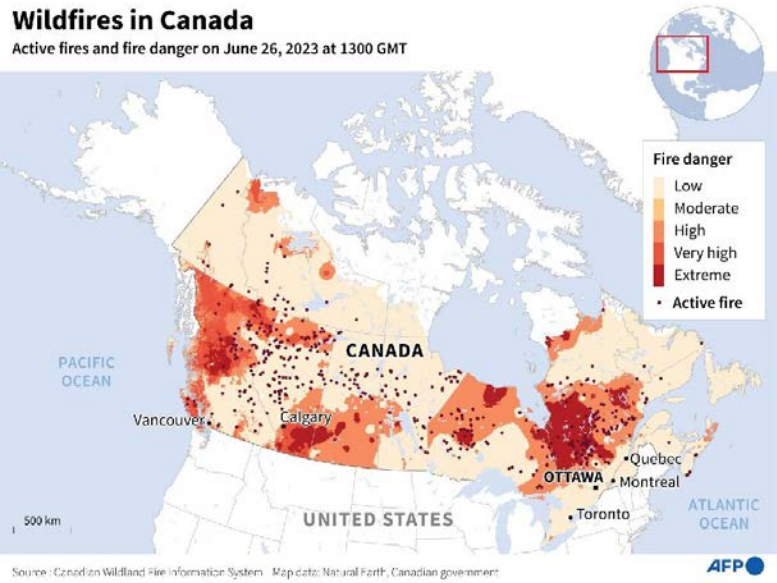 Wildfires in Canada
Active fires and fire danger on June 26, 2023 at 1300 GMT
Fire danger
Low
Moderate
High
Very high
Extreme
Active fire
CANADA
PACIFIC
OCEAN
Vancouver
Calgary
Quebec
OTTAWA
Montreal
Toronto
ATLANTIC
OCEAN
500 km
UNITED STATES
Source : Canadian Wildland Fire Information System Map data: Natural Earth, Canadian government
AFP